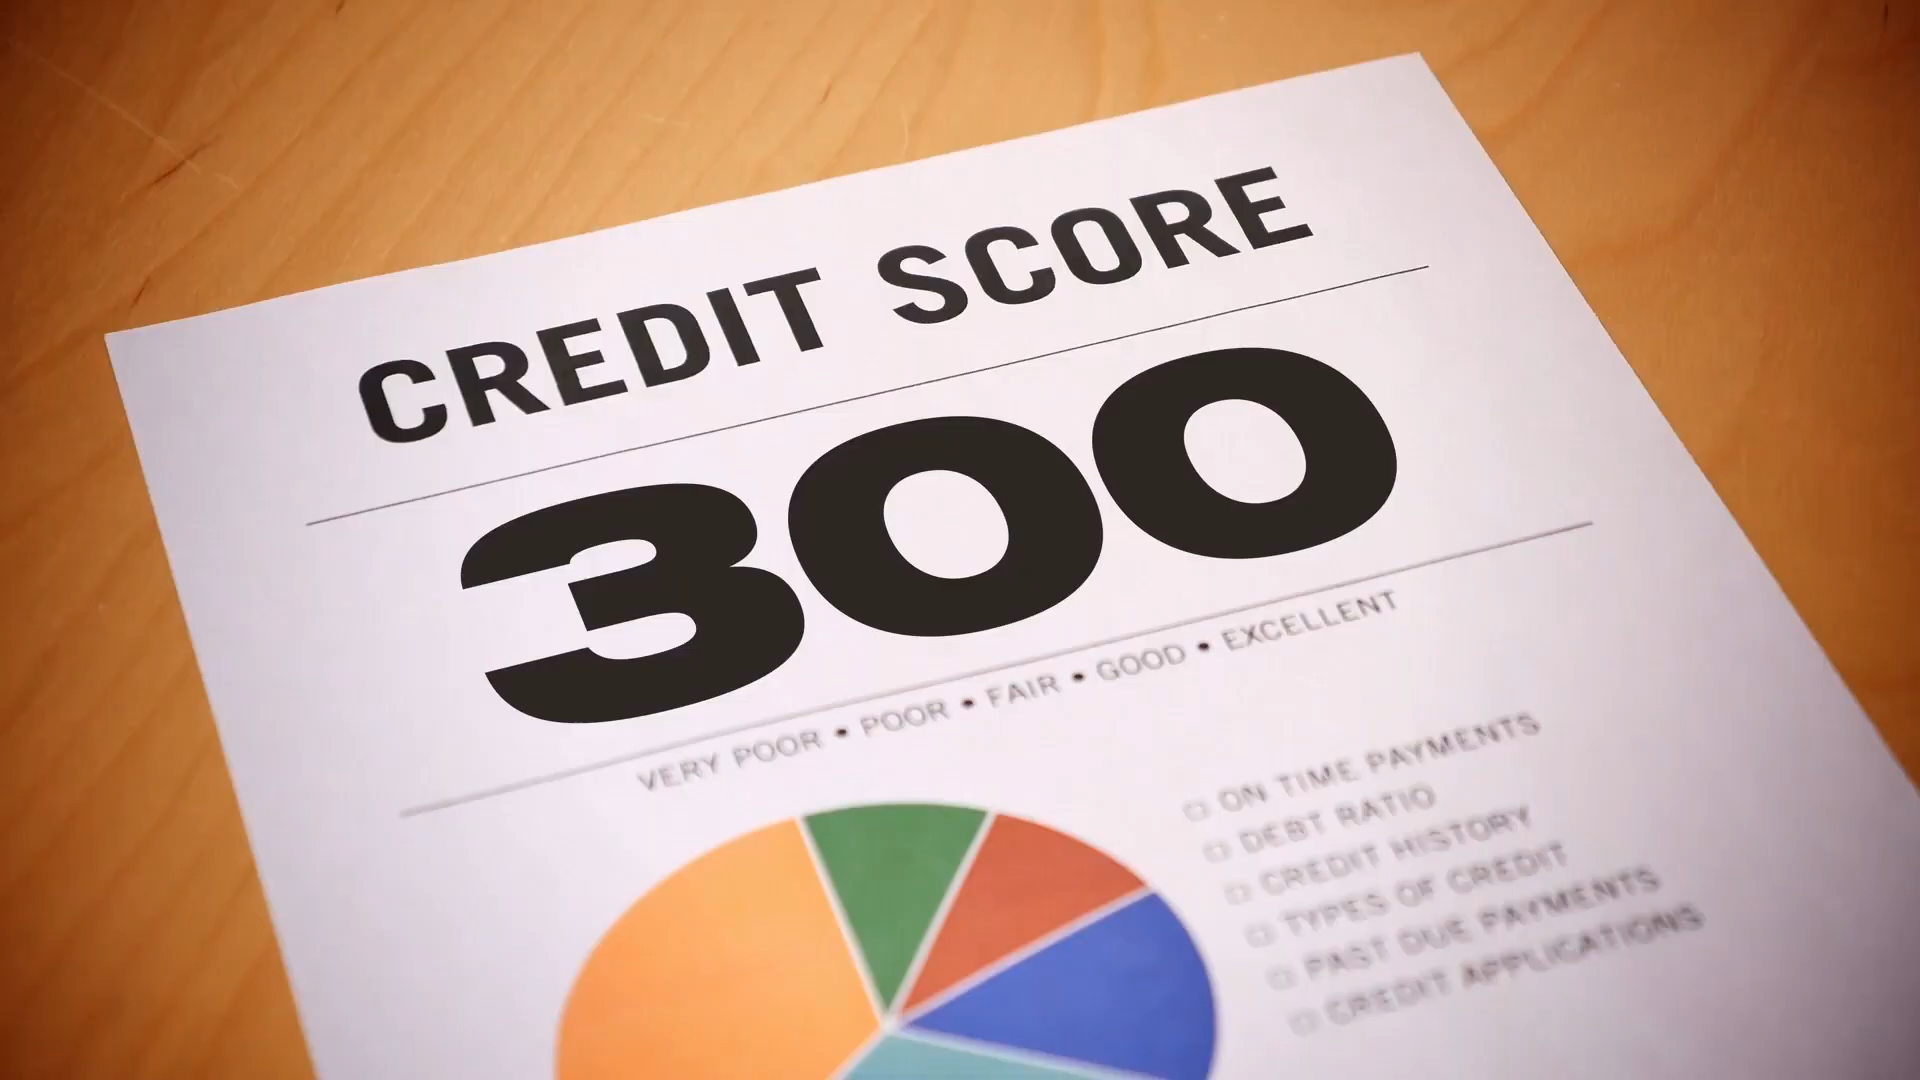 CREDIT SCORE
300
VERY POOR • POOR • FAIR • GOOD • EXCELLENT
ON TIME PAYMENTS
DEBT RATIO
CREDIT HISTORY
TYPES OF CREDIT
PAST DUE PAYMENTS
CREDIT APPLICATIONS